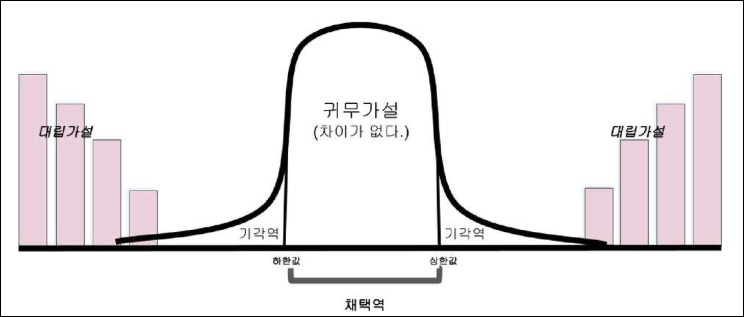 귀무가설
(차이가 없다.)
대립가설
대립가설
기각역
기각역
하한값
상한값
채택역